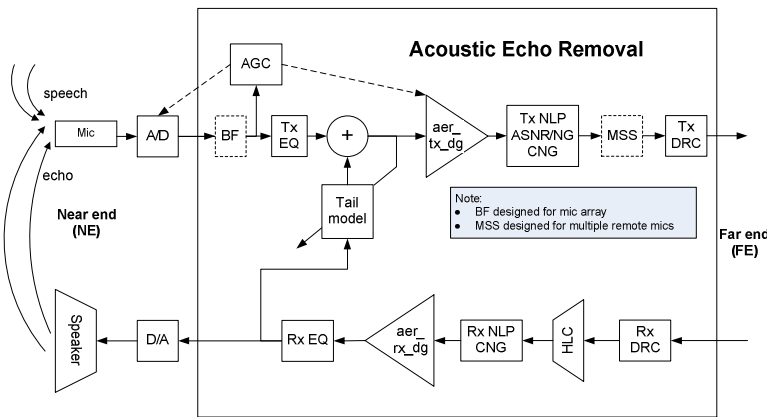 Acoustic Echo Removal
AGC
speech
Mic
A/D
BF
Tx
EQ
+
aer_
tx_dg
Tx NLP
ASNR/NG
CNG
MSS
Tx
DRC
echo
Tail
model
Note:
• BF designed for mic array
• MSS designed for multiple remote mics
Near end
(NE)
Far end
(FE)
Speaker
D/A
Rx EQ
aer_
rx_dg
Rx NLP
CNG
HLC
Rx
DRC